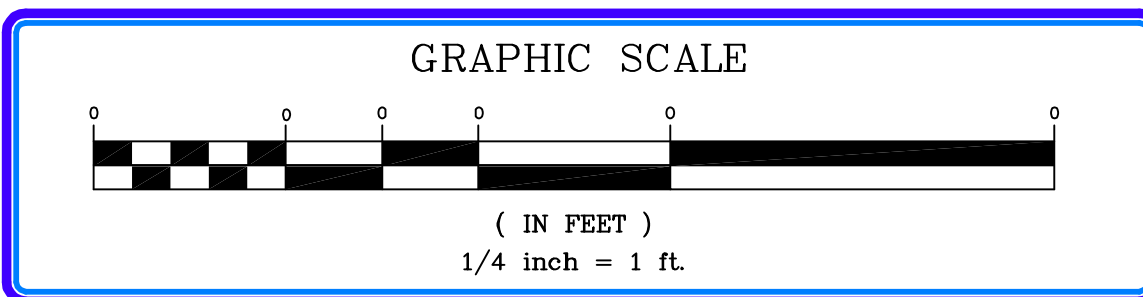 GRAPHIC SCALE
0 0 0 0 0 0
( IN FEET )
1/4 inch = 1 ft.